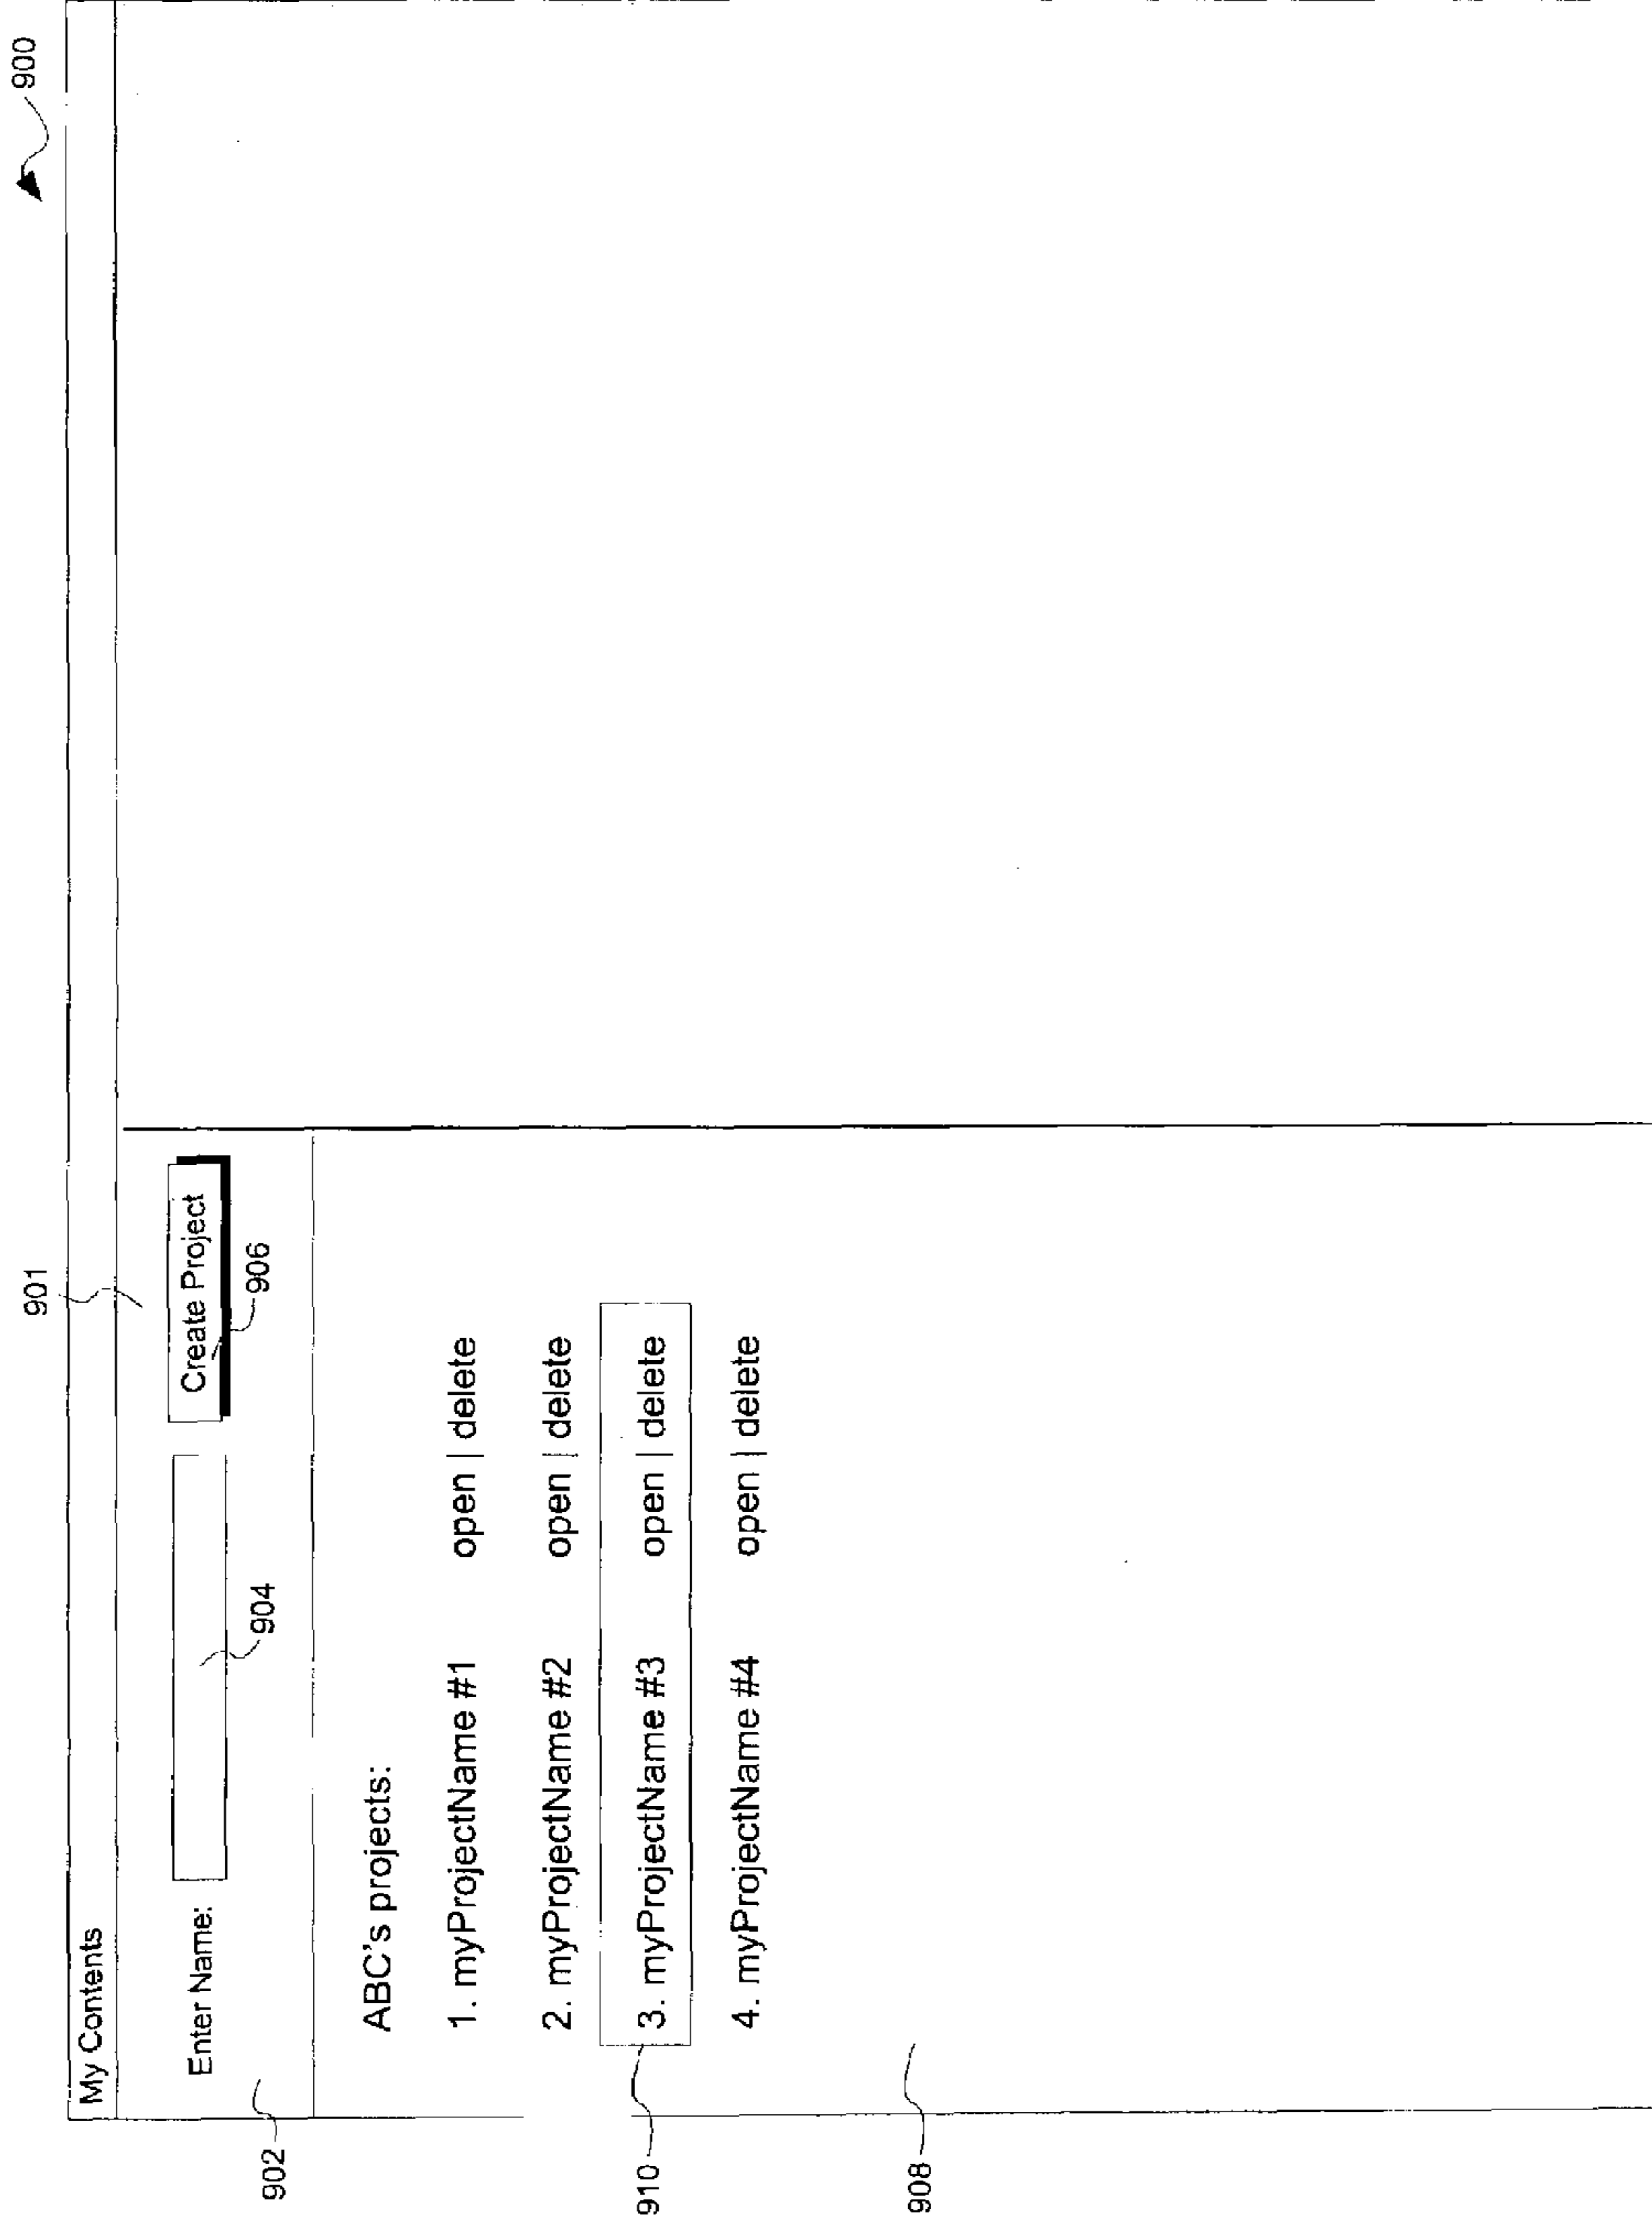 900
901
My Contents
Enter Name:
Create Project
904
906
902
ABC's projects:
1. myProjectName #1 open | delete
2. myProjectName #2 open | delete
3. myProjectName #3 open | delete
910
4. myProjectName #4 open | delete
908